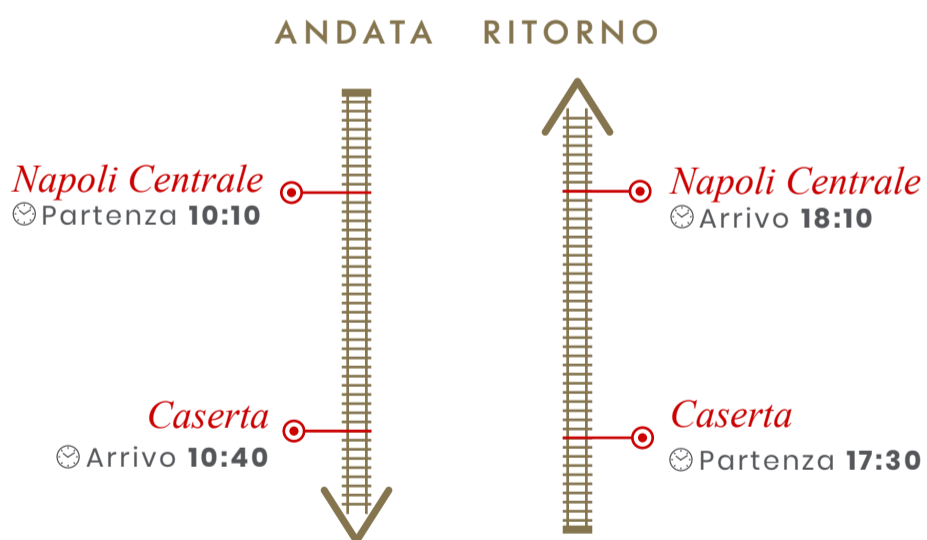 ANDATA
Napoli Centrale
Partenza 10:10
Caserta
Arrivo 10:40
RITORNO
Napoli Centrale
Arrivo 18:10
Caserta
Partenza 17:30